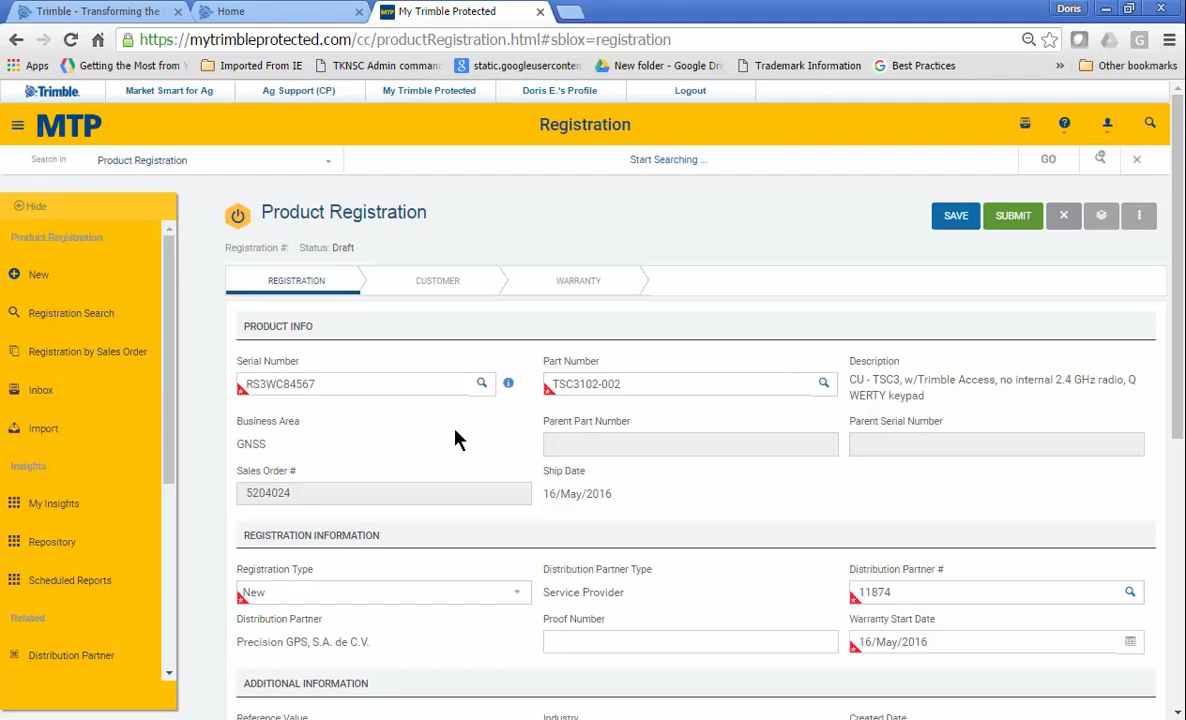 Trimble - Transforming the
Home
My Trimble Protected
Doris
https://mytrimbleprotected.com/cc/productRegistration.html#sblox=registration
Apps
Getting the Most from
Imported From IE
TKNSC Admin comman
static.googleusercon
New folder - Google Dri
Trademark Information
Best Practices
»
Other bookmarks
Trimble.
Market Smart for Ag
Ag Support (CP)
My Trimble Protected
Doris E.'s Profile
Logout
MTP
Registration
Search In
Product Registration
Start Searching ...
GO
Hide
Product Registration
New
Registration Search
Registration by Sales Order
Inbox
Import
Insights
My Insights
Repository
Scheduled Reports
Related
Distribution Partner
Product Registration
SAVE
SUBMIT
Registration #: Status: Draft
REGISTRATION
CUSTOMER
WARRANTY
PRODUCT INFO
Serial Number
RS3WC84567
Part Number
TSC3102-002
Description
CU - TSC3, w/Trimble Access, no internal 2.4 GHz radio, Q
WERTY keypad
Business Area
GNSS
Parent Part Number
Parent Serial Number
Sales Order #
5204024
Ship Date
16/May/2016
REGISTRATION INFORMATION
Registration Type
New
Distribution Partner Type
Service Provider
Distribution Partner #
11874
Distribution Partner
Precision GPS, S.A. de C.V.
Proof Number
Warranty Start Date
16/May/2016
ADDITIONAL INFORMATION
Reference Value
Industry
Created Date